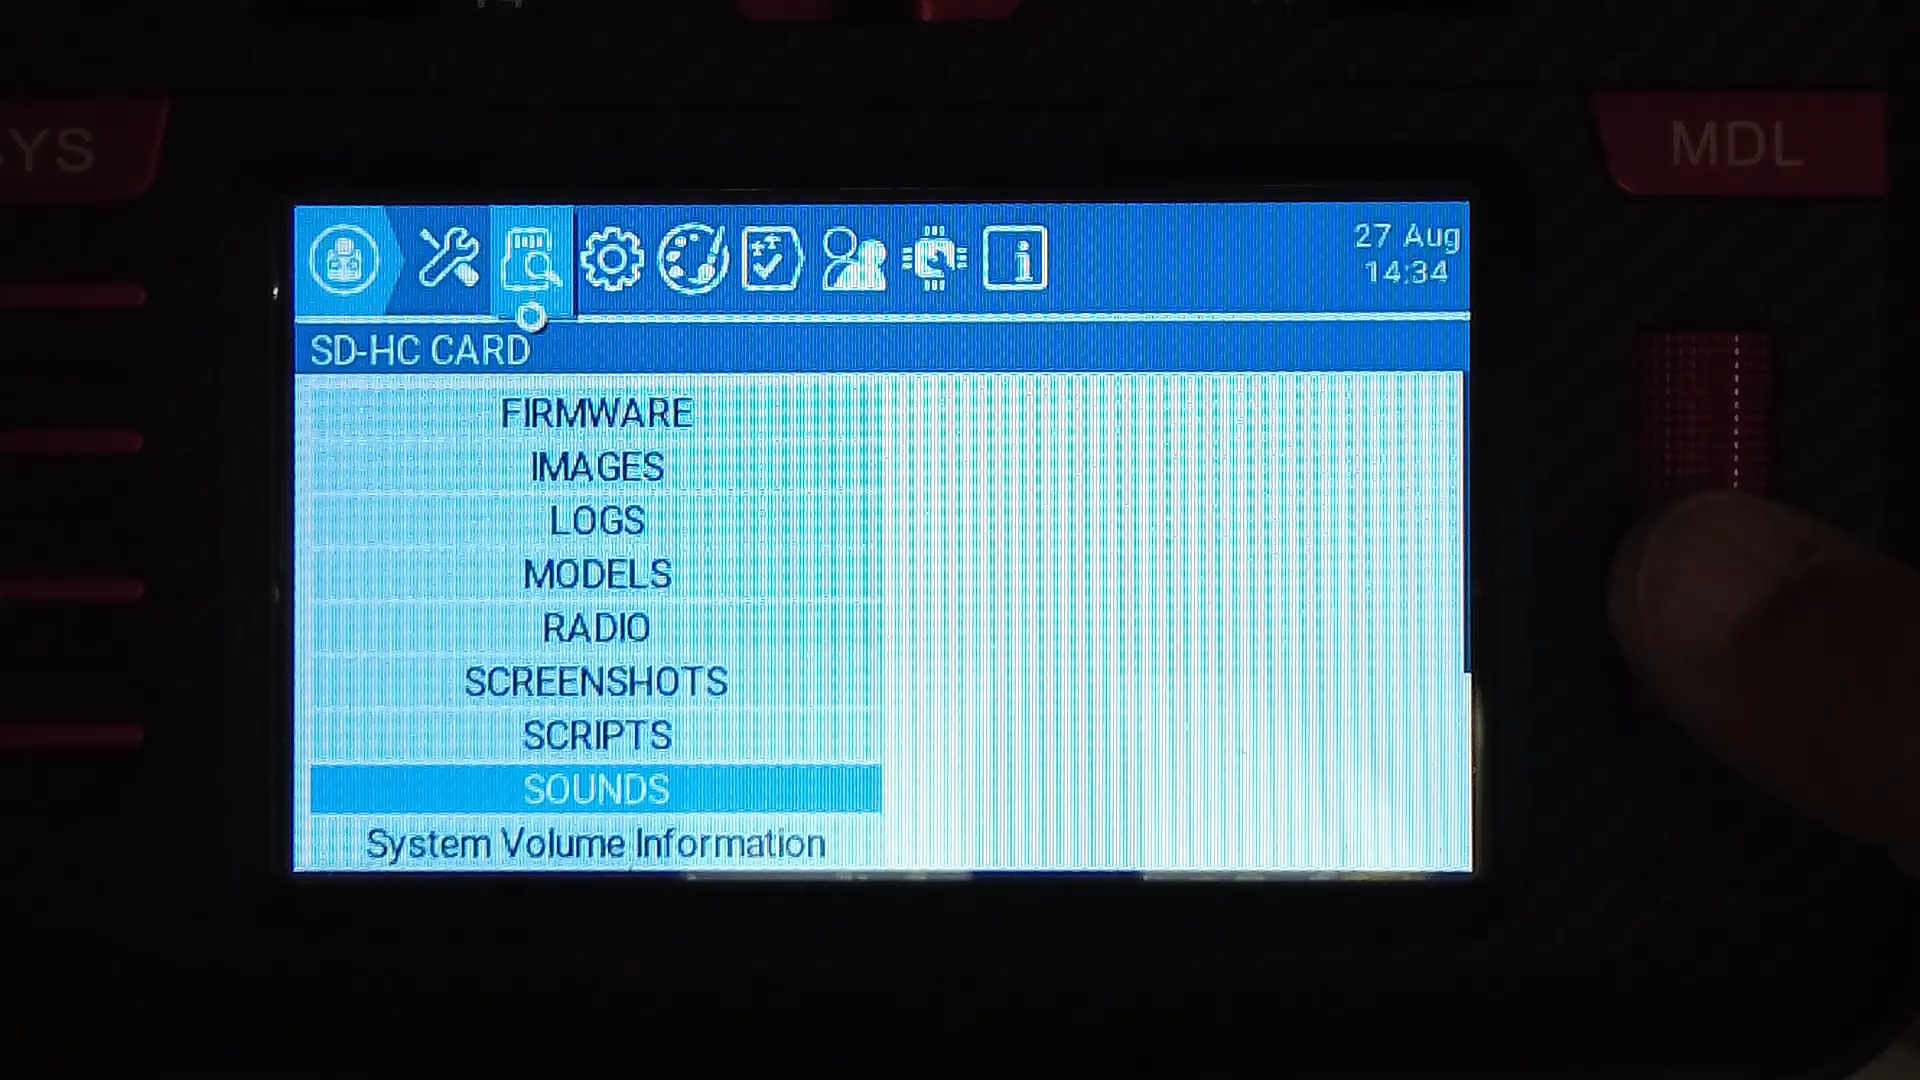 SYS
MDL
27 Aug
14:34
SD-HC CARD
FIRMWARE
IMAGES
LOGS
MODELS
RADIO
SCREENSHOTS
SCRIPTS
SOUNDS
System Volume Information